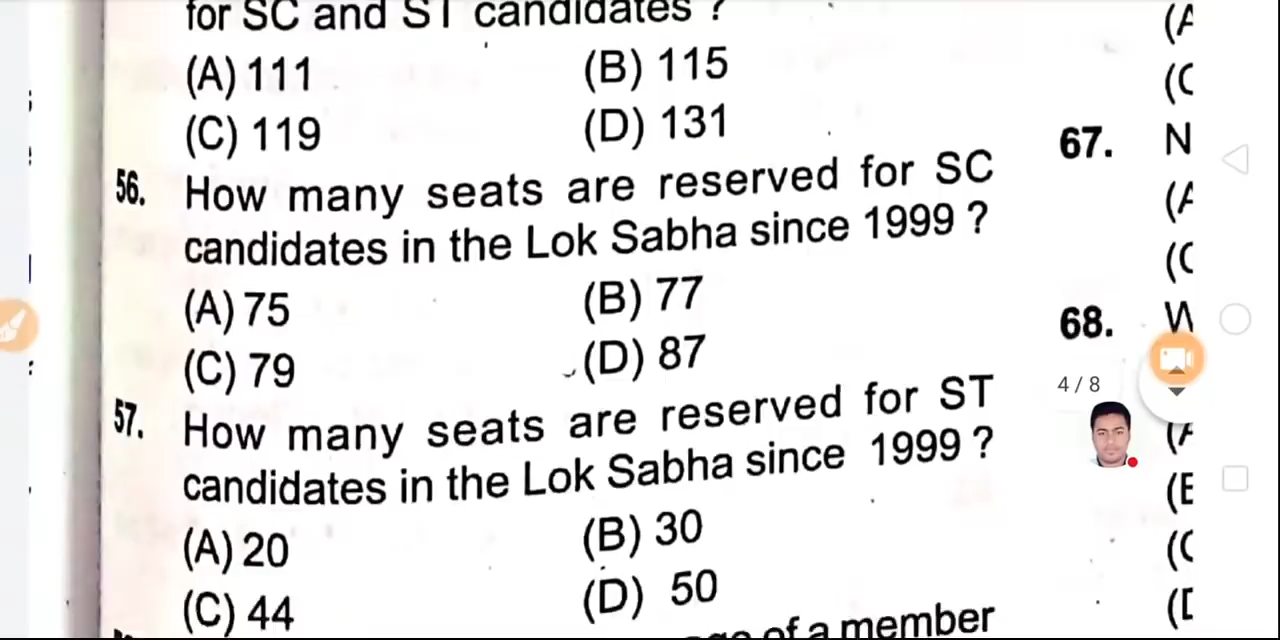 for SC and ST candidates ?
(A) 111 (B) 115
(C) 119 (D) 131
56. How many seats are reserved for SC
candidates in the Lok Sabha since 1999 ?
(A) 75 (B) 77
(C) 79 (D) 87
57. How many seats are reserved for ST
candidates in the Lok Sabha since 1999 ?
(A) 20 (B) 30
(C) 44 (D) 50
of a member
67. N
68.
4 / 8